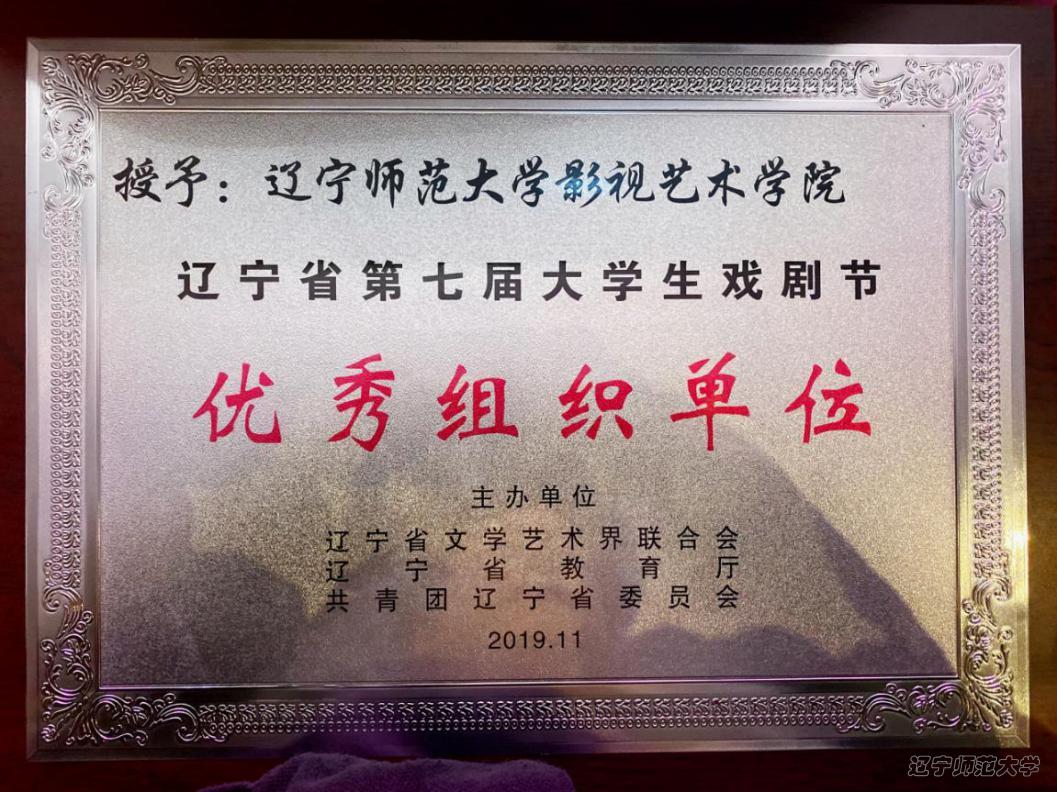 授予：辽宁师范大学影视艺术学院
辽宁省第七届大学生戏剧节
优秀组织单位
主办单位
辽宁省文学艺术界联合会
辽宁省教育厅
共青团辽宁省委员会
2019.11
辽宁师范大学